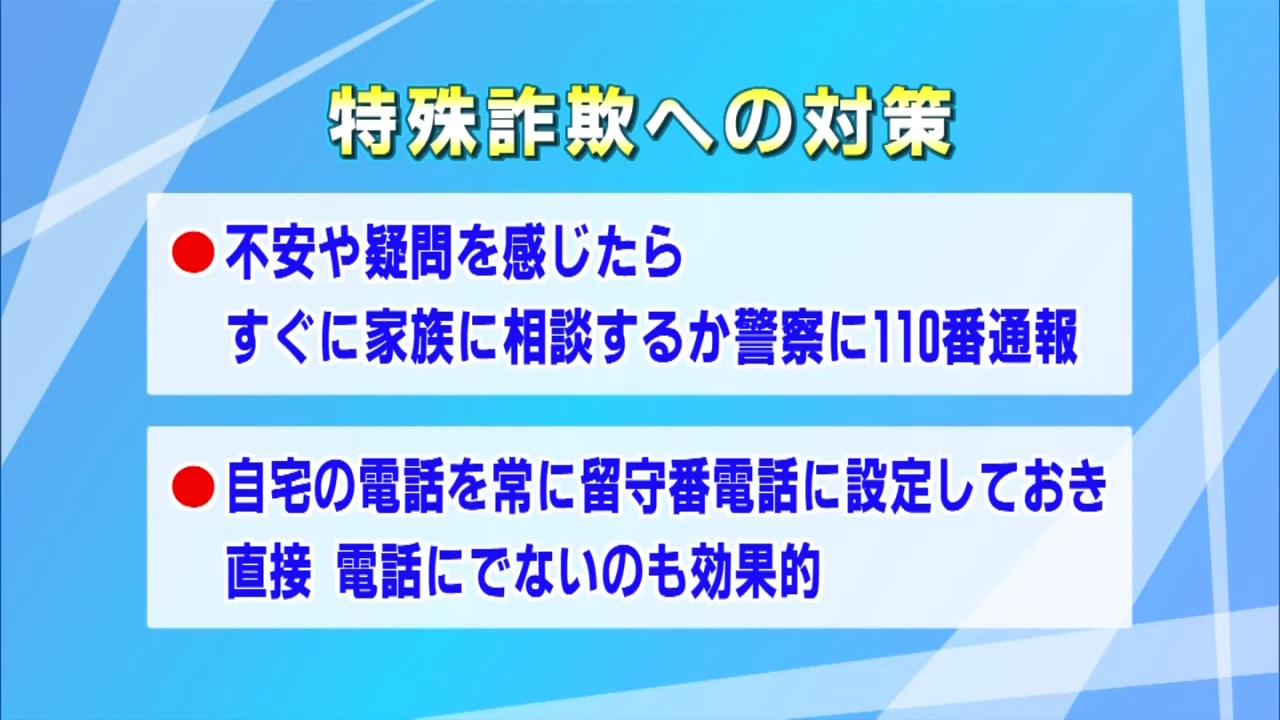 特殊詐欺への対策
●不安や疑問を感じたら
すぐに家族に相談するか警察に110番通報
●自宅の電話を常に留守番電話に設定しておき
直接 電話にでないのも効果的